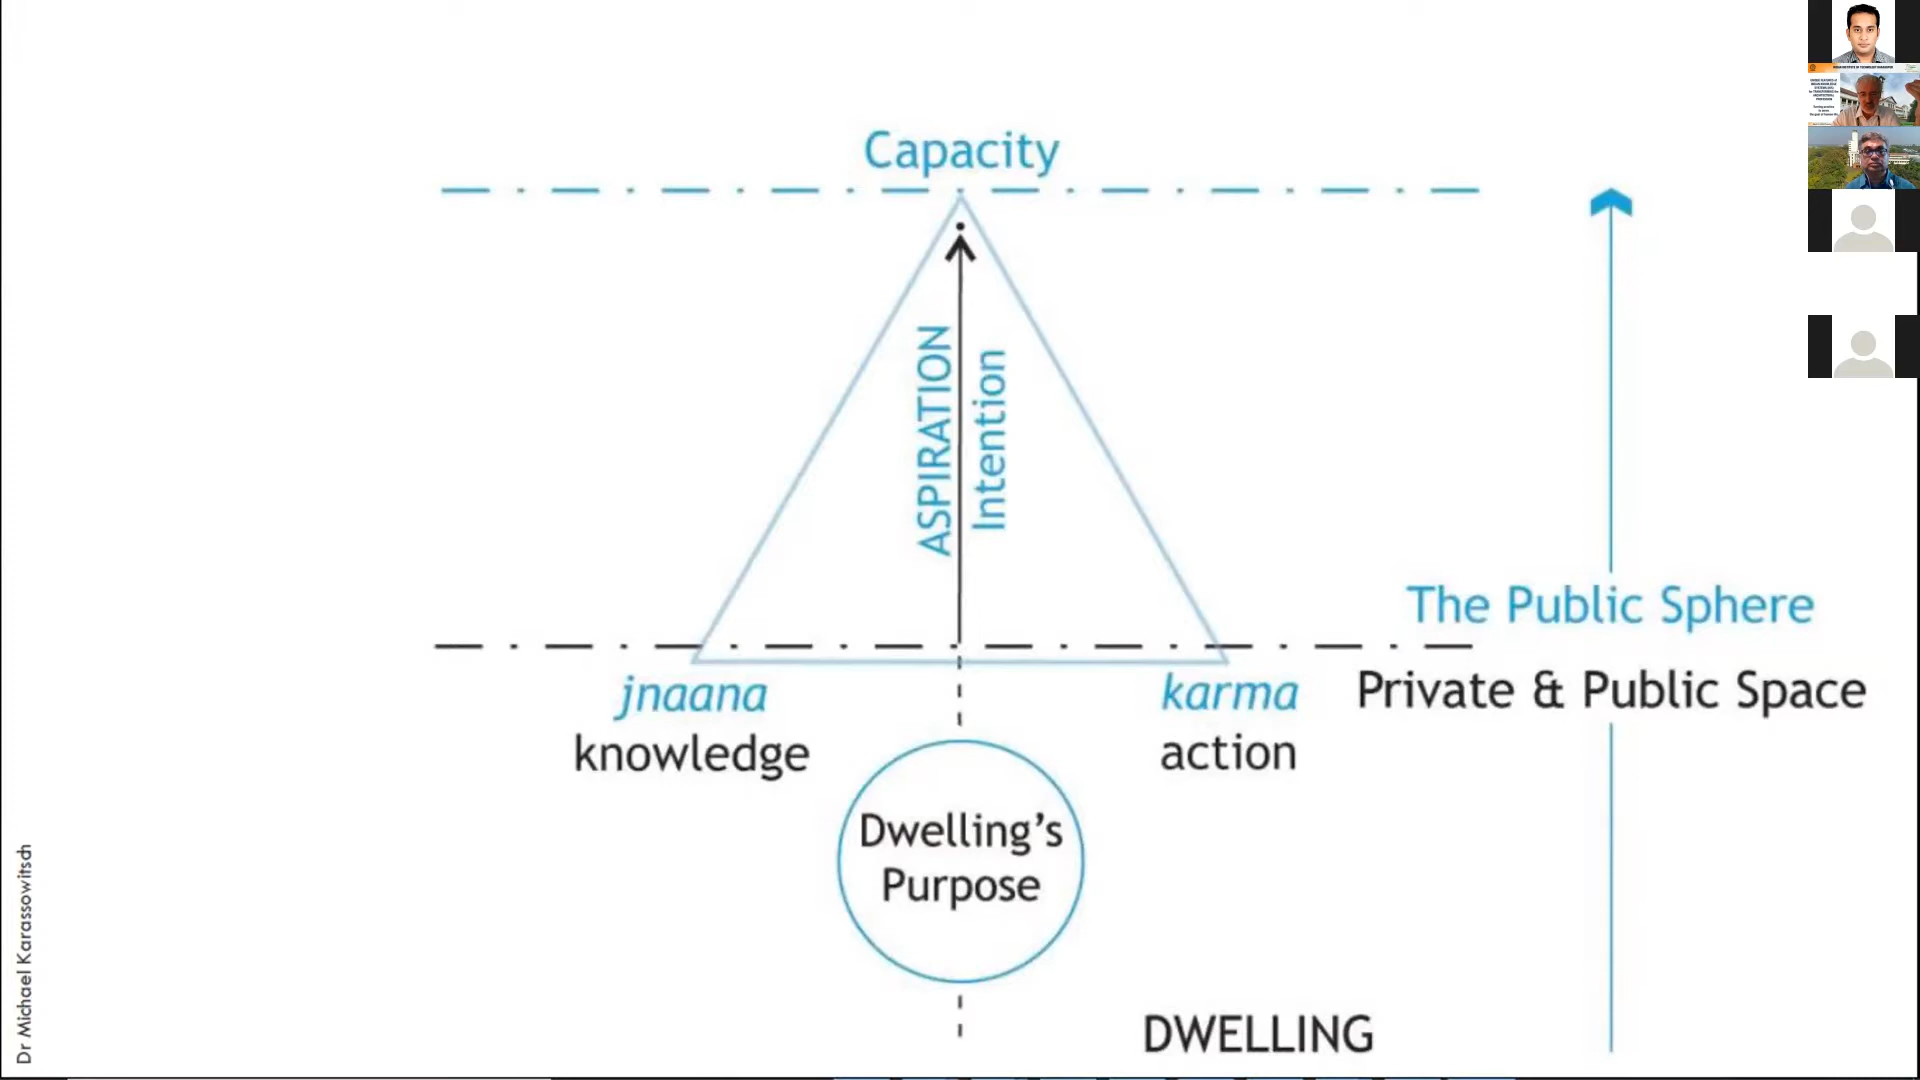 Capacity
ASPIRATION
Intention
The Public Sphere
jnaana
karma
Private & Public Space
knowledge
action
Dwelling's
Purpose
DWELLING
Dr Michael Karassowitsch